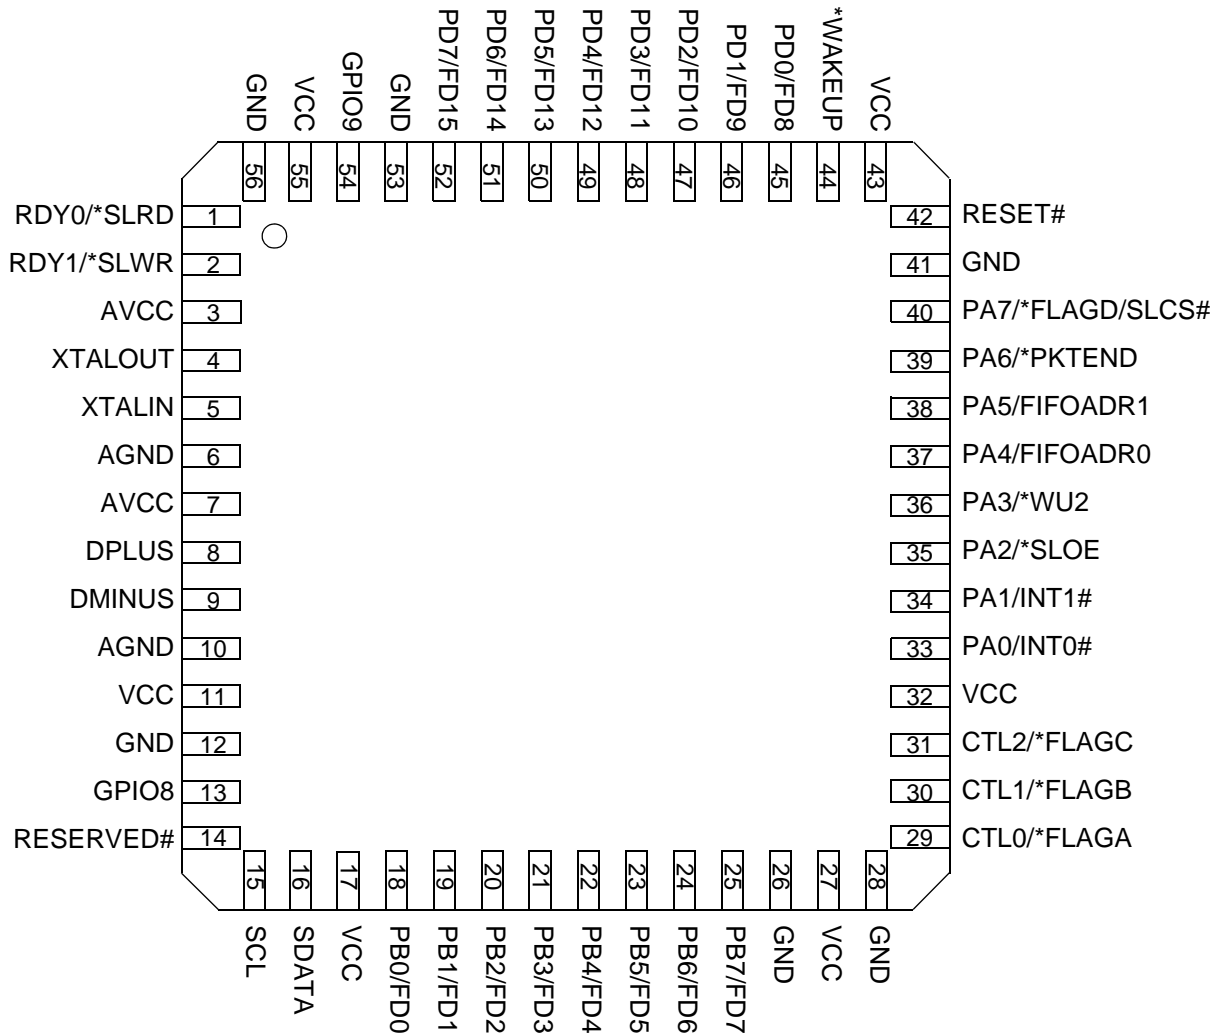 GND
VCC
GPIO9
GND
PD7/FD15
PD6/FD14
PD5/FD13
PD4/FD12
PD3/FD11
PD2/FD10
PD1/FD9
PD0/FD8
*WAKEUP
VCC
56
55
54
53
52
51
50
49
48
47
46
45
44
43
RDY0/*SLRD 1
RDY1/*SLWR 2
AVCC 3
XTALOUT 4
XTALIN 5
AGND 6
AVCC 7
DPLUS 8
DMINUS 9
AGND 10
VCC 11
GND 12
GPIO8 13
RESERVED# 14
42 RESET#
41 GND
40 PA7/*FLAGD/SLCS#
39 PA6/*PKTEND
38 PA5/FIFOADR1
37 PA4/FIFOADR0
36 PA3/*WU2
35 PA2/*SLOE
34 PA1/INT1#
33 PA0/INT0#
32 VCC
31 CTL2/*FLAGC
30 CTL1/*FLAGB
29 CTL0/*FLAGA
15
16
17
18
19
20
21
22
23
24
25
26
27
28
SCL
SDATA
VCC
PB0/FD0
PB1/FD1
PB2/FD2
PB3/FD3
PB4/FD4
PB5/FD5
PB6/FD6
PB7/FD7
GND
VCC
GND